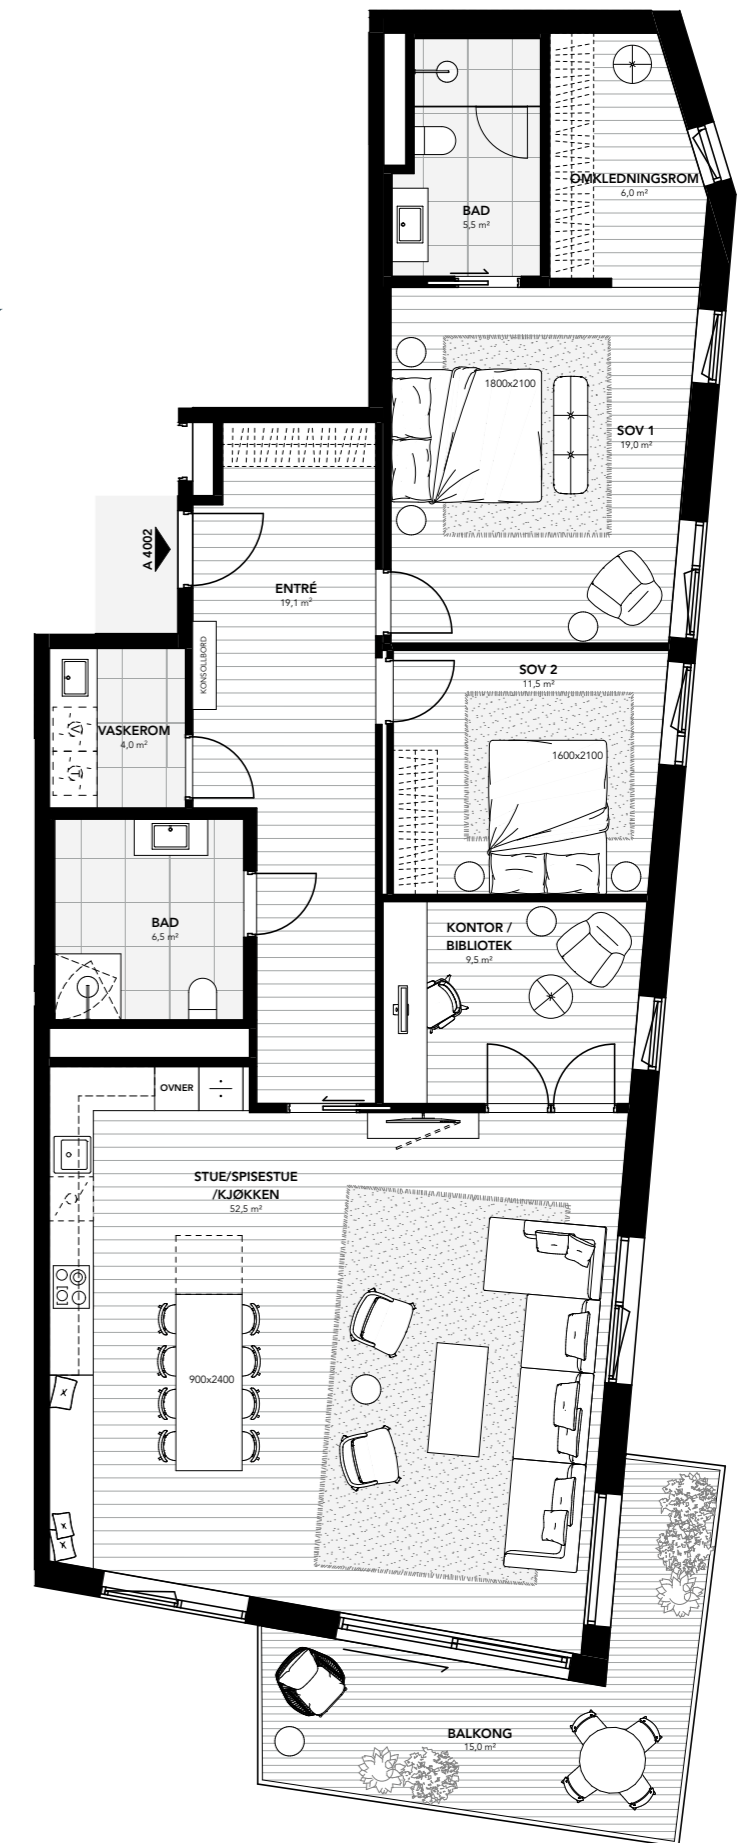 OMKLEDNINGSROM
6,0 m²
BAD
5,5 m²
1800x2100
SOV 1
19,0 m²
A 4002
ENTRÉ
19,1 m²
KONSOLLBORD
SOV 2
11,5 m²
VASKEROM
4,0 m²
1600x2100
BAD
6,5 m²
KONTOR /
BIBLIOTEK
9,5 m²
OVNER
STUE/SPISESTUE
/KJØKKEN
52,5 m²
900x2400
BALKONG
15,0 m²